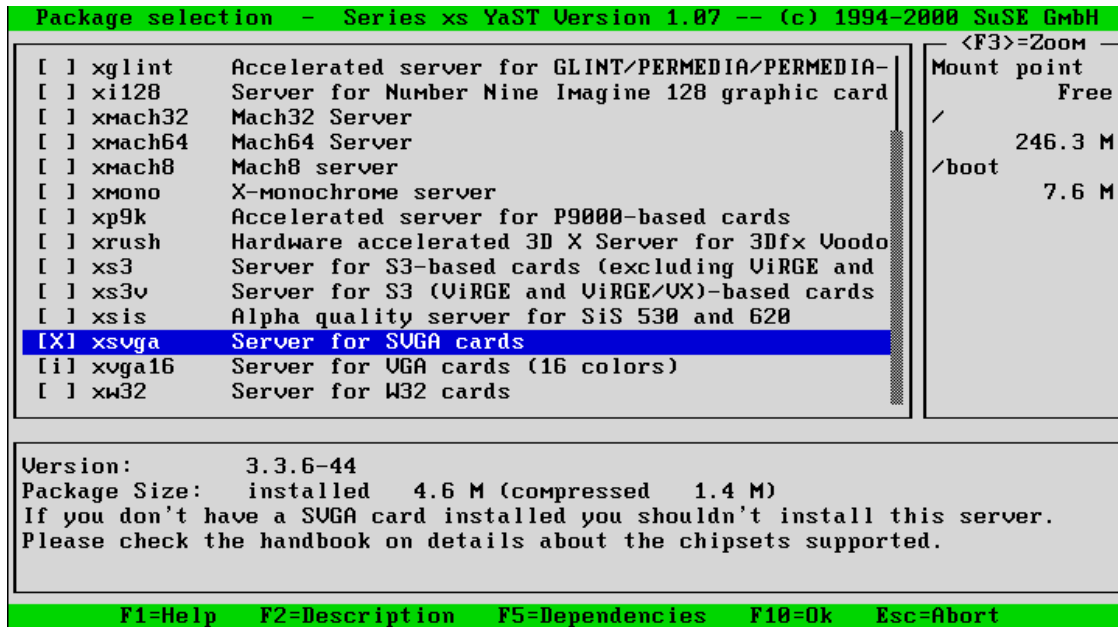 Package selection - Series xs YaST Version 1.07 -- (c) 1994-2000 SuSE GmbH
<F3>=Zoom
[ ] xglint Accelerated server for GLINT/PERMEDIA/PERMEDIA-
[ ] xi128 Server for Number Nine Imagine 128 graphic card
[ ] xmach32 Mach32 Server
[ ] xmach64 Mach64 Server
[ ] xmach8 Mach8 server
[ ] xmono X-monochrome server
[ ] xp9k Accelerated server for P9000-based cards
[ ] xrush Hardware accelerated 3D X Server for 3Dfx Voodo
[ ] xs3 Server for S3-based cards (excluding ViRGE and
[ ] xs3v Server for S3 (ViRGE and ViRGE/VX)-based cards
[ ] xsis Alpha quality server for SiS 530 and 620
[X] xsvga Server for SVGA cards
[i] xvga16 Server for VGA cards (16 colors)
[ ] xw32 Server for W32 cards
Mount point
Free
/
246.3 M
/boot
7.6 M
Version: 3.3.6-44
Package Size: installed 4.6 M (compressed 1.4 M)
If you don't have a SVGA card installed you shouldn't install this server.
Please check the handbook on details about the chipsets supported.
F1=Help F2=Description F5=Dependencies F10=Ok Esc=Abort